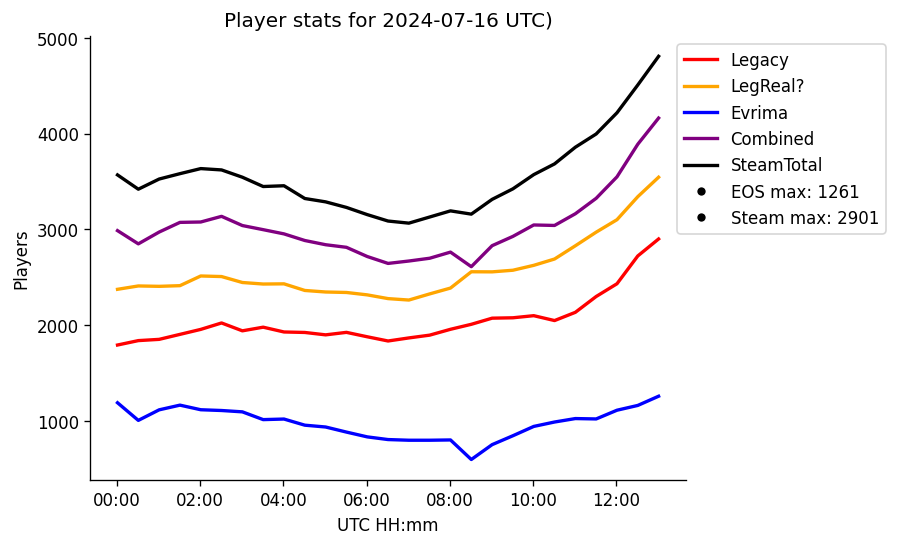 Player stats for 2024-07-16 UTC)
5000
4000
3000
2000
1000
Players
00:00 02:00 04:00 06:00 08:00 10:00 12:00
UTC HH:mm
Legacy
LegReal?
Evrima
Combined
SteamTotal
EOS max: 1261
Steam max: 2901